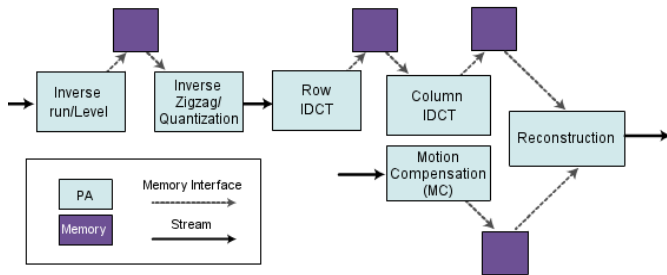 Inverse
run/Level
Inverse
Zigzag/
Quantization
Row
IDCT
Column
IDCT
Reconstruction
Motion
Compensation
(MC)
PA
Memory Interface
Memory
Stream